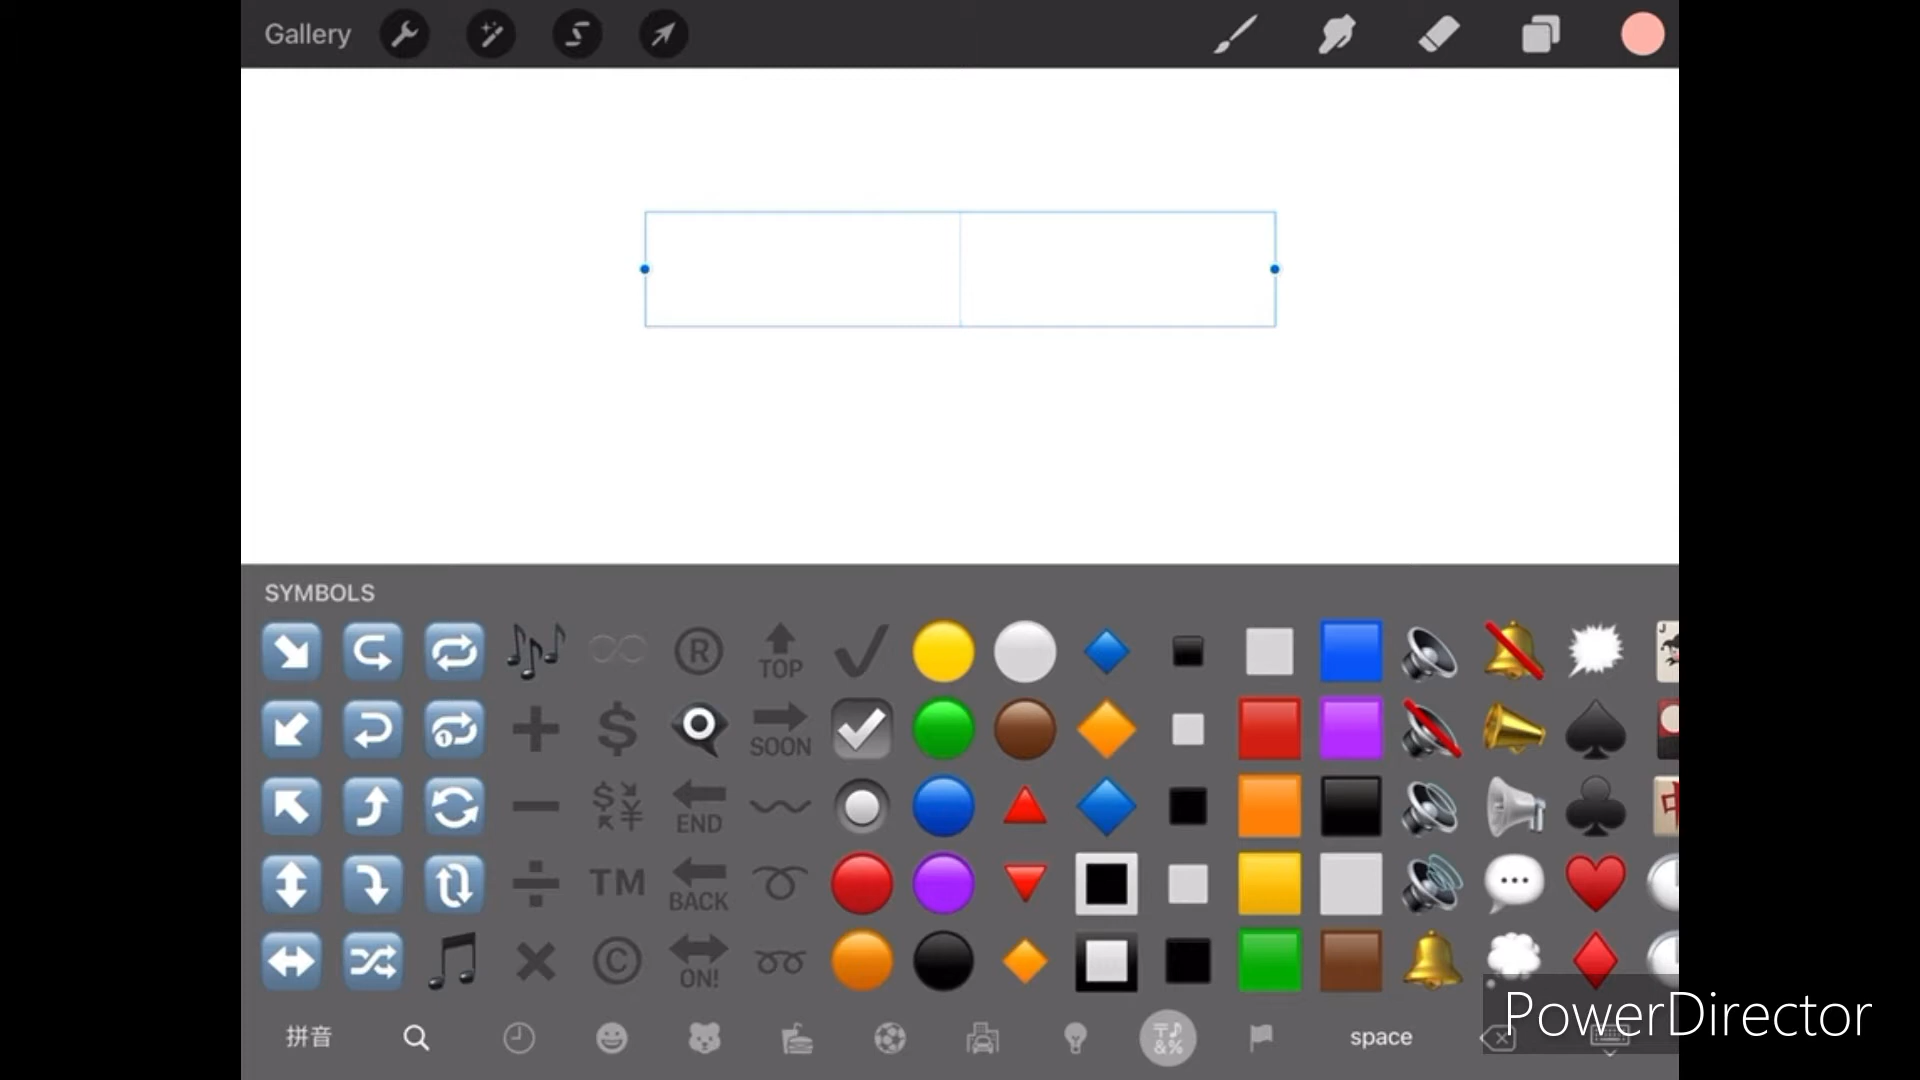 Gallery
SYMBOLS
TOP
SOON
END
TM
BACK
ON!
拼音
space
PowerDirector